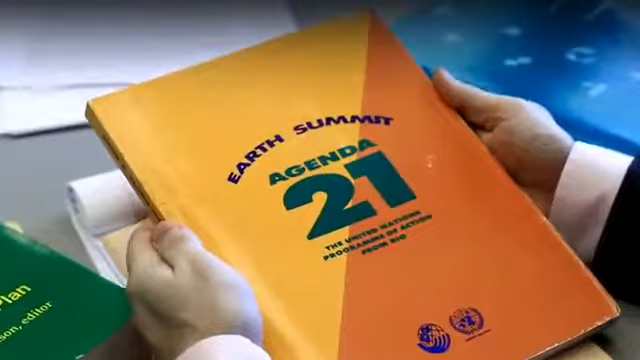 EARTH SUMMIT
AGENDA
21
THE UNITED NATIONS
PROGRAMME OF ACTION
FROM RIO
Plan
son, editor